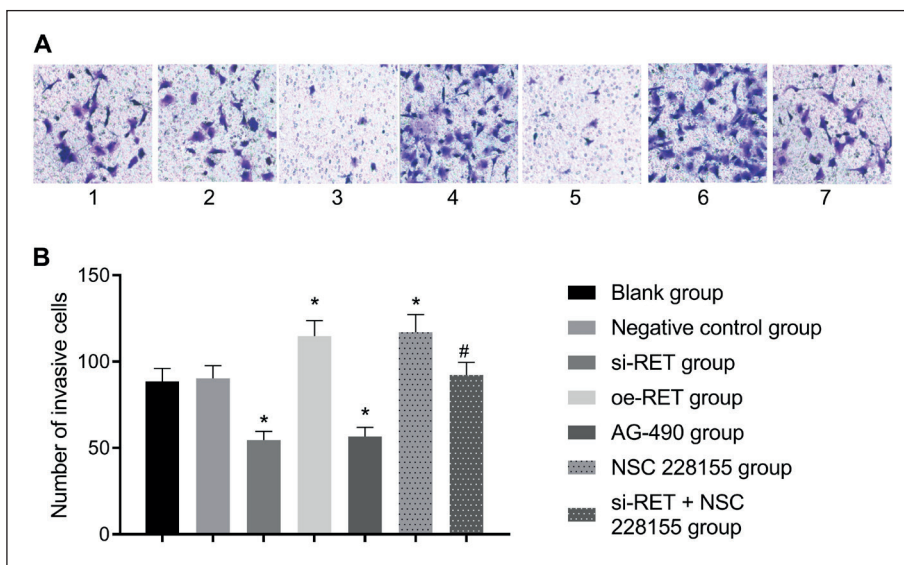 A
1 2 3 4 5 6 7
B
Number of invasive cells
150
100
50
0
* * * * #
Blank group
Negative control group
si-RET group
oe-RET group
AG-490 group
NSC 228155 group
si-RET + NSC
228155 group